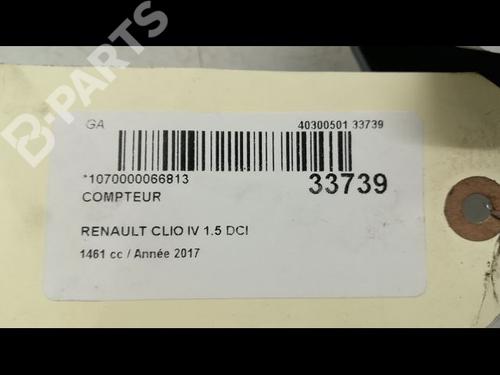 B-PARTS
GA
40300501 33739
*1070000066813
33739
COMPTEUR
RENAULT CLIO IV 1.5 DCI
1461 cc / Année 2017